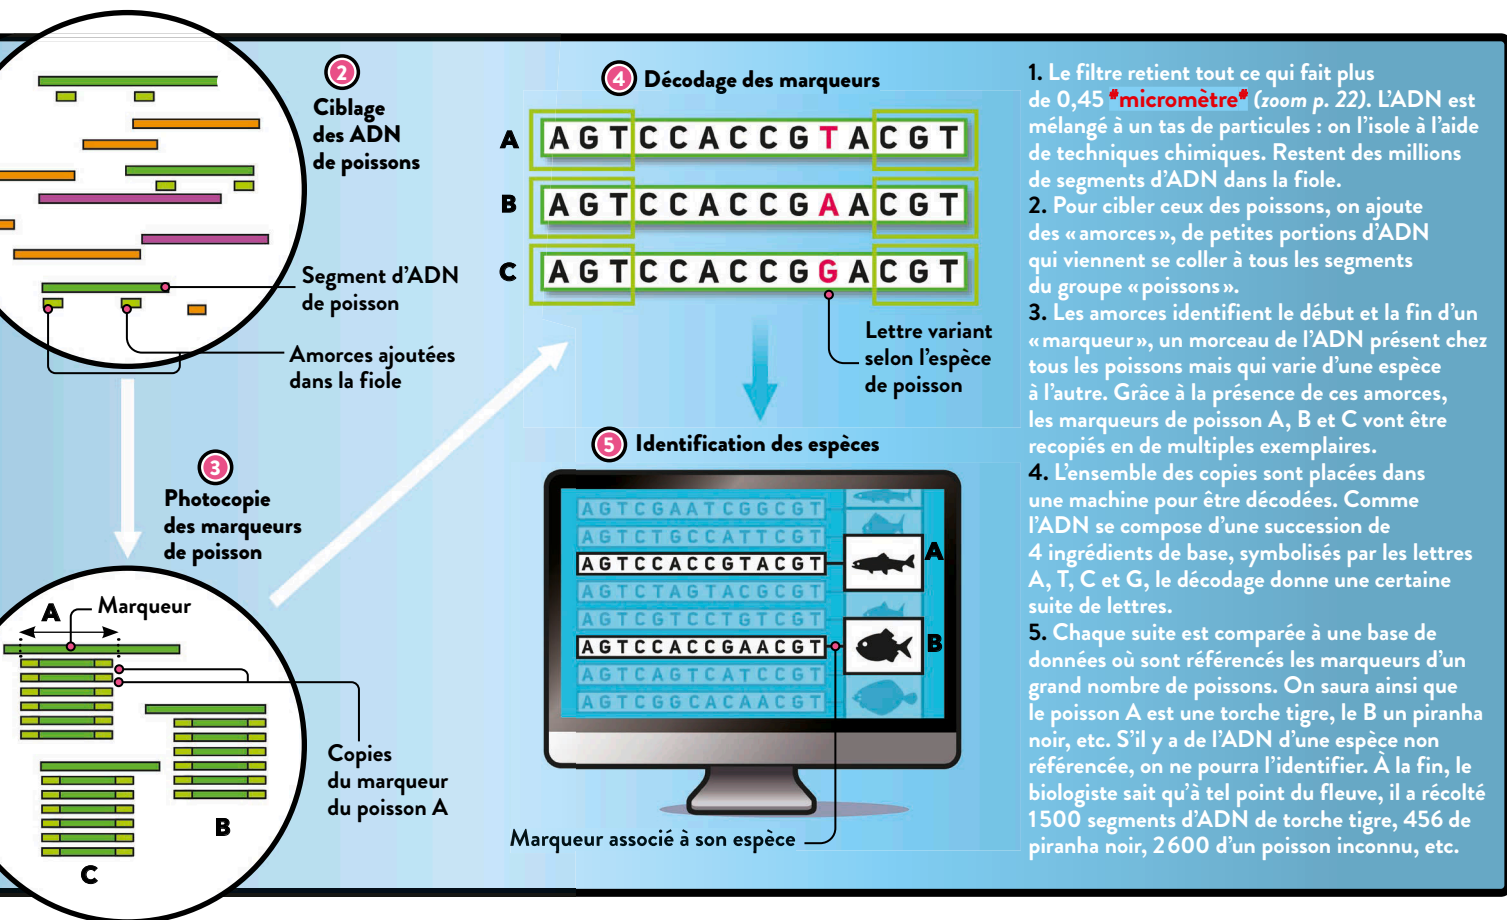 2
Ciblage
des ADN
de poissons
Segment d’ADN
de poisson
Amorces ajoutées
dans la fiole
3
Photocopie
des marqueurs
de poisson
A
Marqueur
B
C
Copies
du marqueur
du poisson A
4 Décodage des marqueurs
A AGTCCACCGTACGT
B AGTCCACCGAACGT
C AGTCCACCGGACGT
Lettre variant
selon l’espèce
de poisson
5 Identification des espèces
AGTCGAATCGGCGT
AGTCTGCCATTCGT
AGTCCACCGTACGT A
AGTCTAGTACGCGT
AGTCGTCCTGTCGT
AGTCCACCGAACGT B
AGTCAGTCATCCGT
AGTCGGCACAACGT
Marqueur associé à son espèce
1. Le filtre retient tout ce qui fait plus
de 0,45 *micromètre* (zoom p. 22). L’ADN est
mélangé à un tas de particules : on l’isole à l’aide
de techniques chimiques. Restent des millions
de segments d’ADN dans la fiole.
2. Pour cibler ceux des poissons, on ajoute
des «amorces», de petites portions d’ADN
qui viennent se coller à tous les segments
du groupe «poissons».
3. Les amorces identifient le début et la fin d’un
«marqueur», un morceau de l’ADN présent chez
tous les poissons mais qui varie d’une espèce
à l’autre. Grâce à la présence de ces amorces,
les marqueurs de poisson A, B et C vont être
recopiés en de multiples exemplaires.
4. L’ensemble des copies sont placées dans
une machine pour être décodées. Comme
l’ADN se compose d’une succession de
4 ingrédients de base, symbolisés par les lettres
A, T, C et G, le décodage donne une certaine
suite de lettres.
5. Chaque suite est comparée à une base de
données où sont référencés les marqueurs d’un
grand nombre de poissons. On saura ainsi que
le poisson A est une torche tigre, le B un piranha
noir, etc. S’il y a de l’ADN d’une espèce non
référencée, on ne pourra l’identifier. À la fin, le
biologiste sait qu’à tel point du fleuve, il a récolté
1500 segments d’ADN de torche tigre, 456 de
piranha noir, 2600 d’un poisson inconnu, etc.